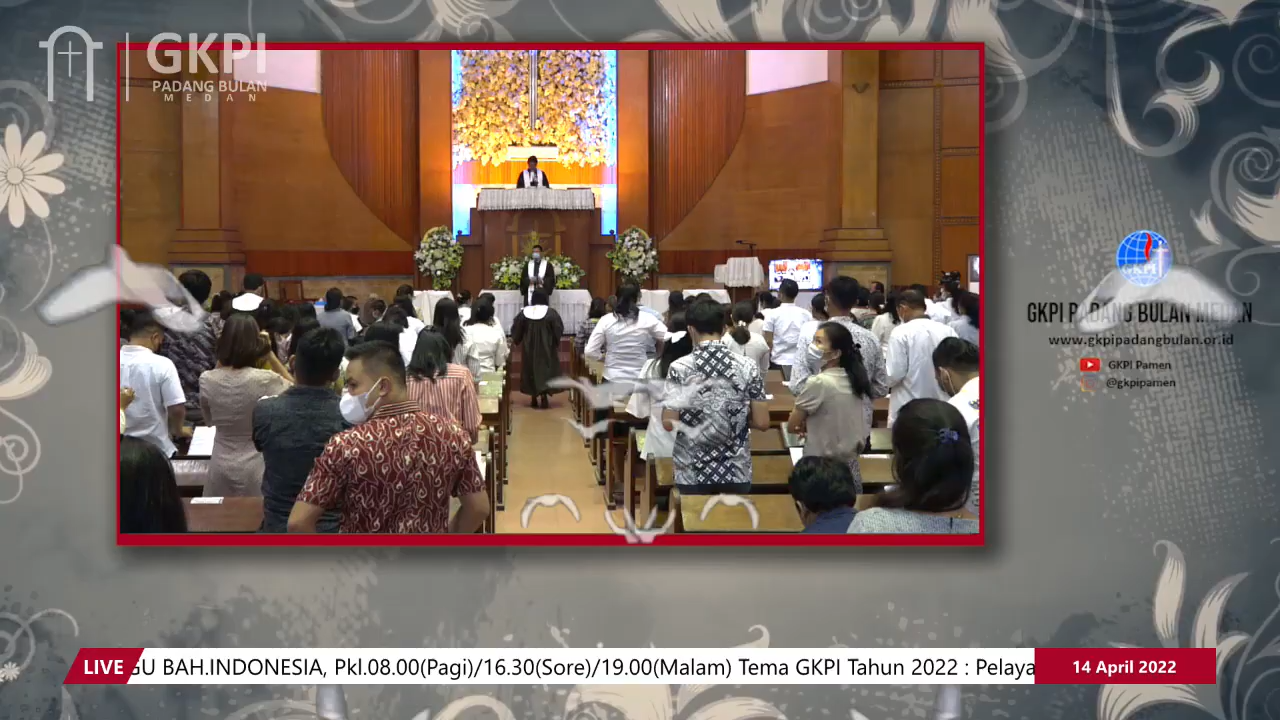 GKPI
PADANG BULAN
MEDAN
GKPI
GKPI PADANG BULAN MEDAN
www.gkpipadangbulan.or.id
GKPI Pamen
@gkpipamen
LIVE
GU BAH.INDONESIA, Pkl.08.00(Pagi)/16.30(Sore)/19.00(Malam) Tema GKPI Tahun 2022 : Pelaya
14 April 2022